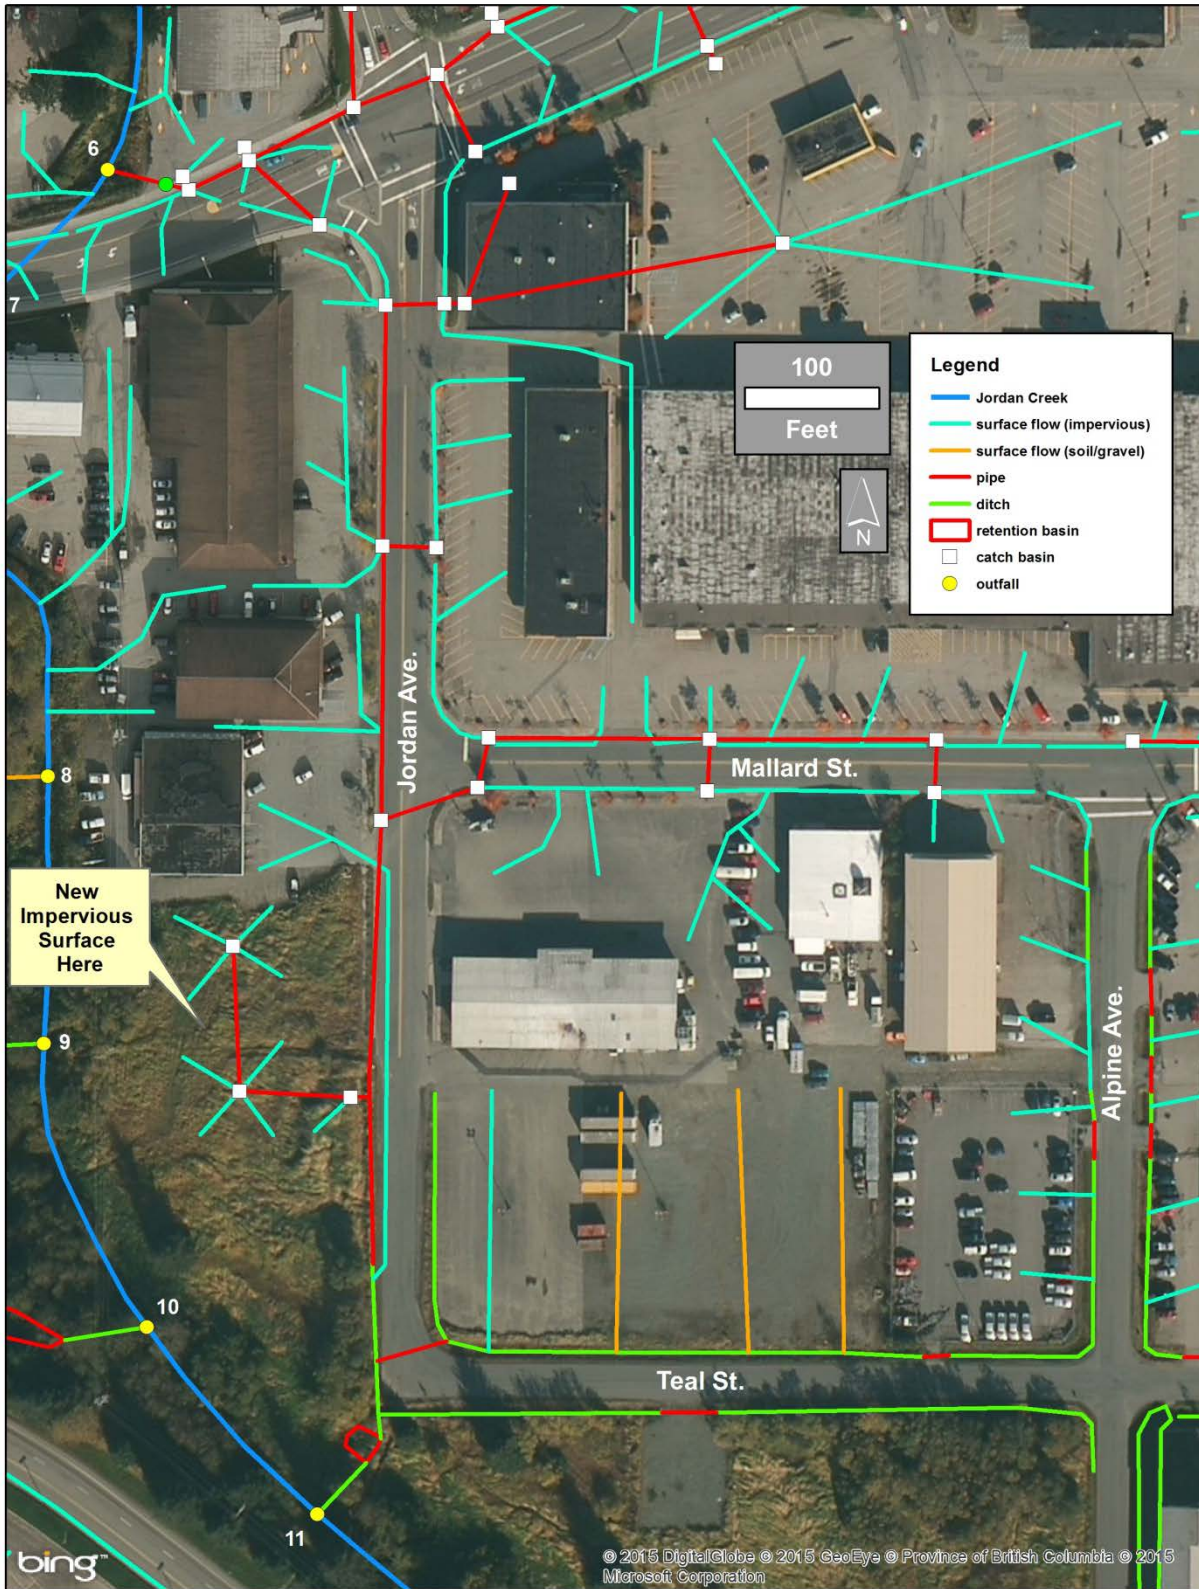 6
7
100
Feet
N
Legend
Jordan Creek
surface flow (impervious)
surface flow (soil/gravel)
pipe
ditch
retention basin
catch basin
outfall
Jordan Ave.
Mallard St.
8
New
Impervious
Surface
Here
9
Alpine Ave.
10
Teal St.
11
bing™
© 2015 DigitalGlobe © 2015 GeoEye © Province of British Columbia © 2015
Microsoft Corporation